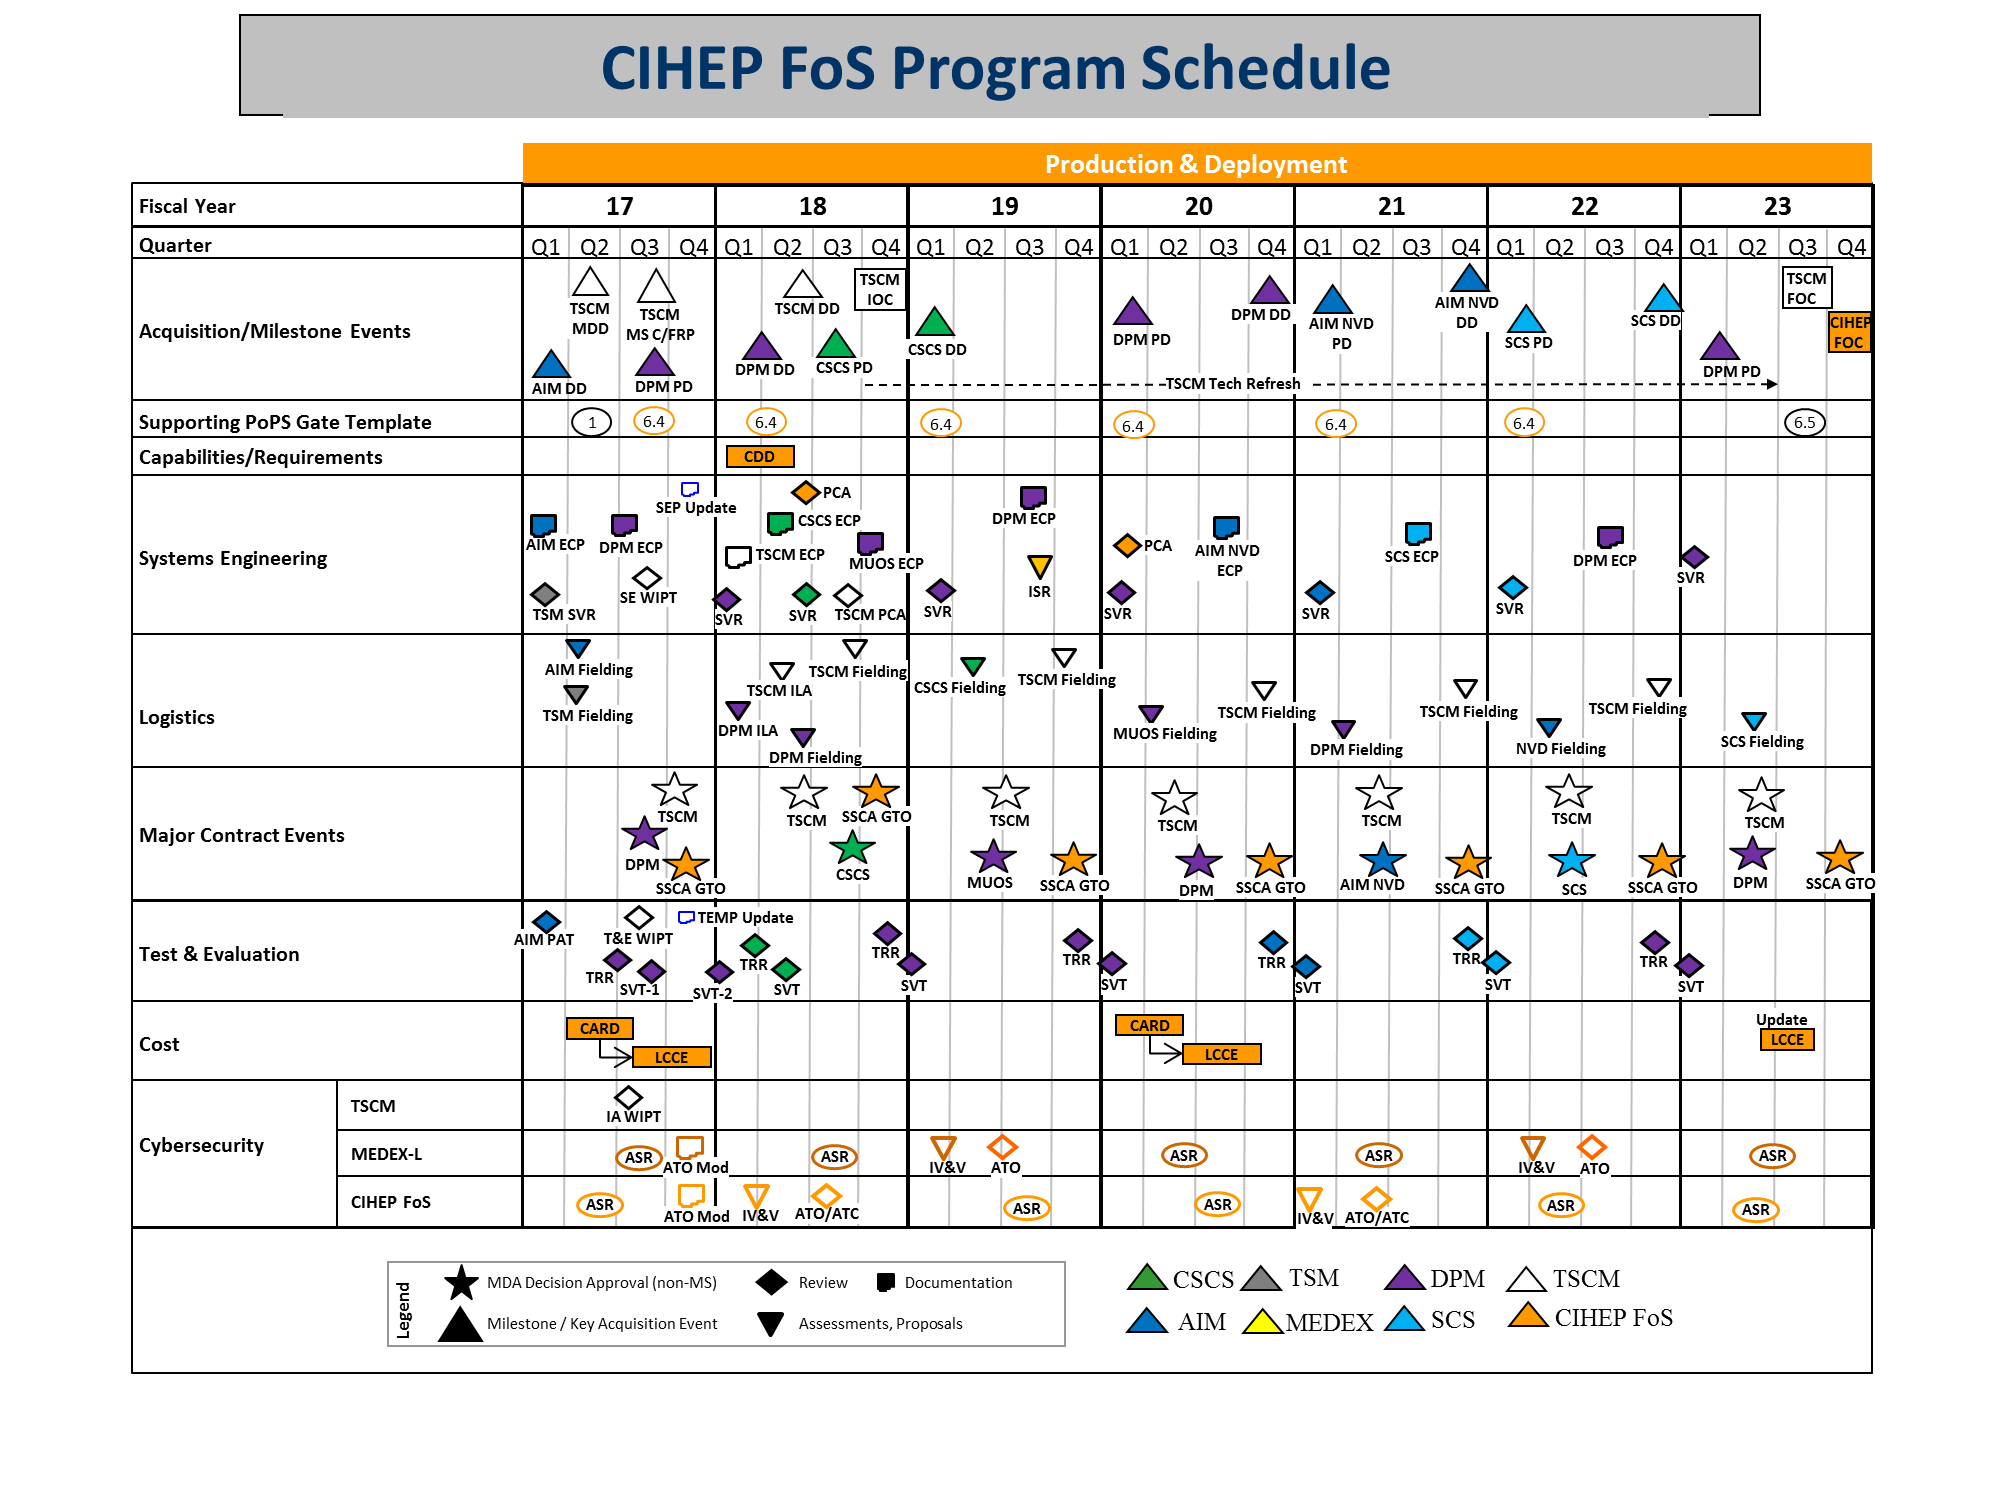 CIHEP FoS Program Schedule
Production & Deployment
Fiscal Year 17 18 19 20 21 22 23
Quarter Q1 Q2 Q3 Q4 Q1 Q2 Q3 Q4 Q1 Q2 Q3 Q4 Q1 Q2 Q3 Q4 Q1 Q2 Q3 Q4 Q1 Q2 Q3 Q4 Q1 Q2 Q3 Q4
Acquisition/Milestone Events
TSCM
MDD
TSCM
MS C/FRP
AIM DD
DPM PD
TSCM DD
TSCM
IOC
DPM DD
CSCS PD
CSCS DD
DPM PD
DPM DD
AIM NVD
PD
AIM NVD
DD
SCS PD
SCS DD
DPM PD
TSCM
FOC
CIHEP
FOC
TSCM Tech Refresh
Supporting PoPS Gate Template
1 6.4 6.4 6.4 6.4 6.4 6.4 6.5
Capabilities/Requirements
CDD
Systems Engineering
SEP Update
AIM ECP
DPM ECP
TSM SVR
SE WIPT
PCA
CSCS ECP
TSCM ECP
MUOS ECP
SVR
SVR
TSCM PCA
DPM ECP
ISR
SVR
PCA
AIM NVD
ECP
SVR
SCS ECP
SVR
DPM ECP
SVR
SVR
Logistics
AIM Fielding
TSM Fielding
TSCM Fielding
TSCM ILA
DPM ILA
DPM Fielding
CSCS Fielding
TSCM Fielding
MUOS Fielding
TSCM Fielding
DPM Fielding
TSCM Fielding
NVD Fielding
TSCM Fielding
SCS Fielding
Major Contract Events
TSCM
DPM
SSCA GTO
TSCM
SSCA GTO
CSCS
TSCM
MUOS
SSCA GTO
TSCM
DPM
SSCA GTO
TSCM
AIM NVD
SSCA GTO
TSCM
SCS
SSCA GTO
TSCM
DPM
SSCA GTO
Test & Evaluation
AIM PAT
T&E WIPT
TEMP Update
TRR
SVT-1
SVT-2
TRR
SVT
TRR
SVT
TRR
SVT
TRR
SVT
TRR
SVT
TRR
SVT
Cost
CARD
LCCE
CARD
LCCE
Update
LCCE
Cybersecurity
TSCM
IA WIPT
MEDEX-L
ASR
ATO Mod
ASR
IV&V
ATO
ASR
ASR
IV&V
ATO
ASR
CIHEP FoS
ASR
ATO Mod
IV&V
ATO/ATC
ASR
ASR
IV&V
ATO/ATC
ASR
ASR
Legend
MDA Decision Approval (non-MS)
Review
Documentation
Milestone / Key Acquisition Event
Assessments, Proposals
CSCS TSM DPM TSCM
AIM MEDEX SCS CIHEP FoS